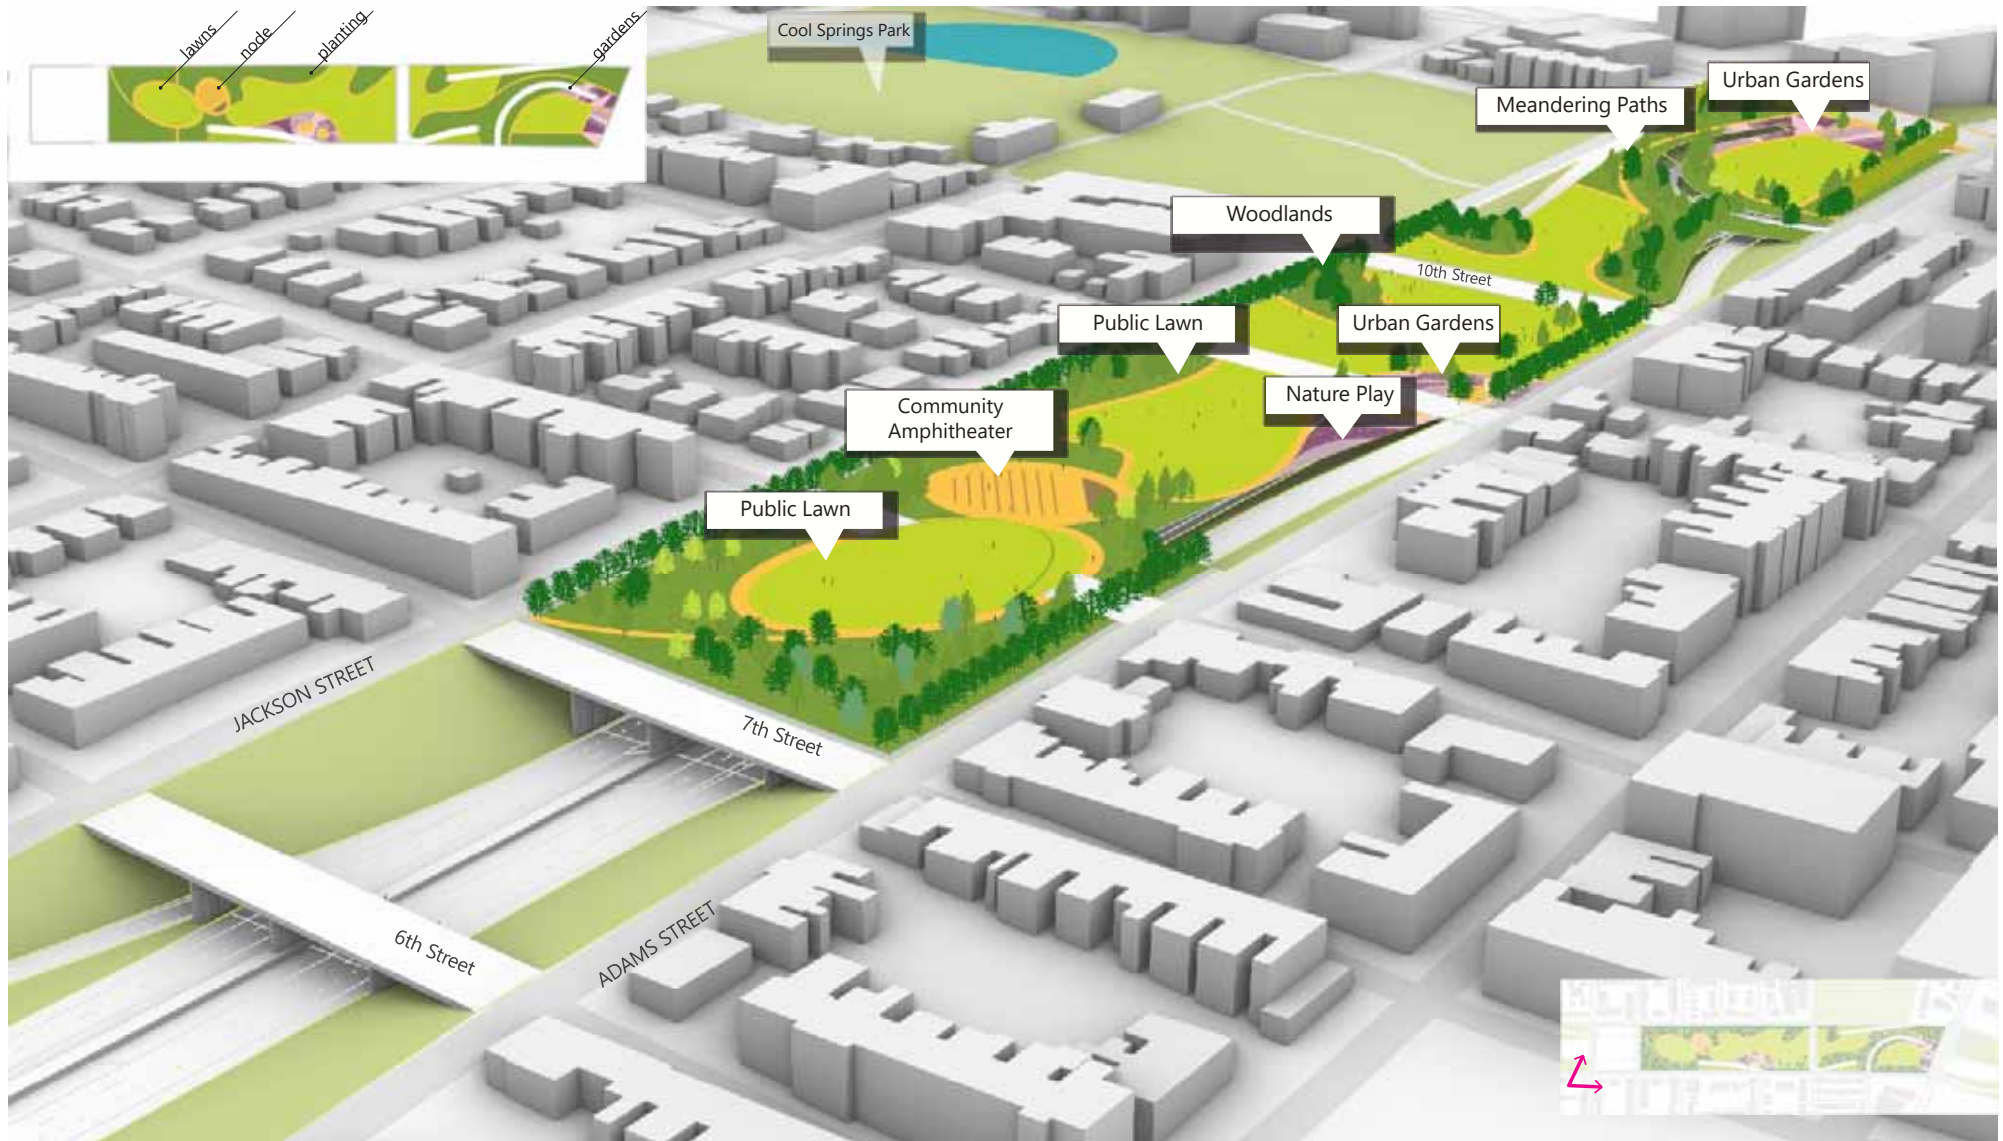 lawns
node
planting
gardens
Cool Springs Park
Urban Gardens
Meandering Paths
Woodlands
10th Street
Public Lawn
Urban Gardens
Nature Play
Community
Amphitheater
Public Lawn
JACKSON STREET
7th Street
ADAMS STREET
6th Street